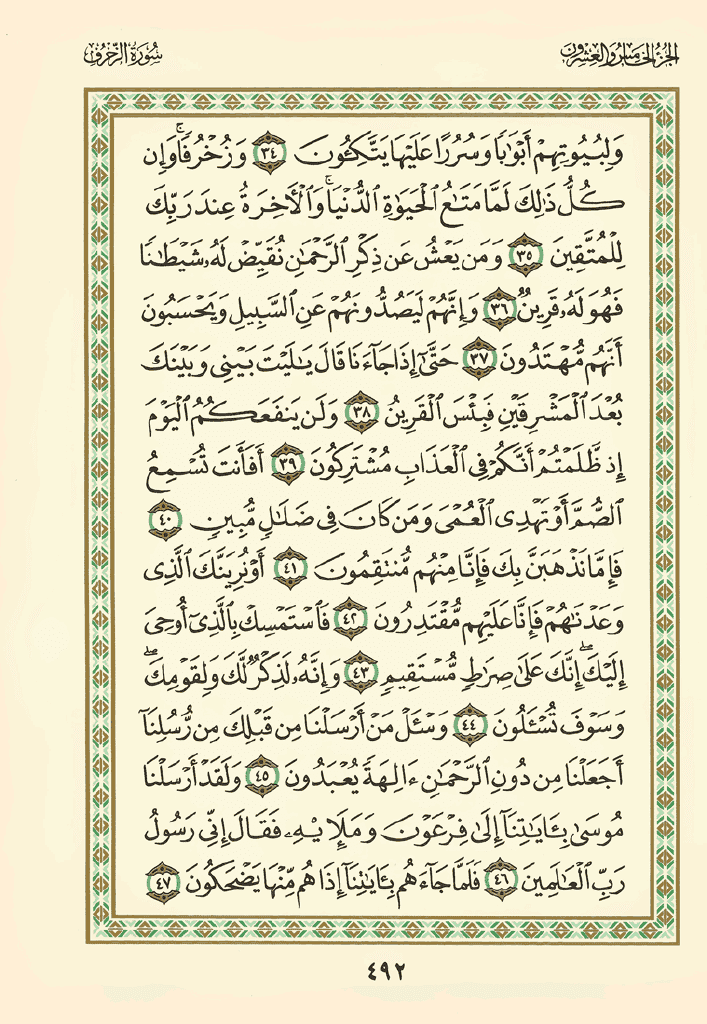 الجزء الخامس والعشرون
سورة الزخرف
وَلِبُيُوتِهِمْ أَبْوَٰبًا وَسُرُرًا عَلَيْهَا يَتَّكِـُٔونَ ٣٤ وَزُخْرُفًا ۚ وَإِن
كُلُّ ذَٰلِكَ لَمَّا مَتَـٰعُ ٱلْحَيَوٰةِ ٱلدُّنْيَا ۚ وَٱلْـَٔاخِرَةُ عِندَ رَبِّكَ
لِلْمُتَّقِينَ ٣٥ وَمَن يَعْشُ عَن ذِكْرِ ٱلرَّحْمَـٰنِ نُقَيِّضْ لَهُۥ شَيْطَـٰنًا
فَهُوَ لَهُۥ قَرِينٌ ٣٦ وَإِنَّهُمْ لَيَصُدُّونَهُمْ عَنِ ٱلسَّبِيلِ وَيَحْسَبُونَ
أَنَّهُم مُّهْتَدُونَ ٣٧ حَتَّىٰٓ إِذَا جَآءَنَا قَالَ يَـٰلَيْتَ بَيْنِى وَبَيْنَكَ
بُعْدَ ٱلْمَشْرِقَيْنِ فَبِئْسَ ٱلْقَرِينُ ٣٨ وَلَن يَنفَعَكُمُ ٱلْيَوْمَ
إِذ ظَّلَمْتُمْ أَنَّكُمْ فِى ٱلْعَذَابِ مُشْتَرِكُونَ ٣٩ أَفَأَنتَ تُسْمِعُ
ٱلصُّمَّ أَوْ تَهْدِى ٱلْعُمْىَ وَمَن كَانَ فِى ضَلَـٰلٍ مُّبِينٍ ٤٠
فَإِمَّا نَذْهَبَنَّ بِكَ فَإِنَّا مِنْهُم مُّنتَقِمُونَ ٤١ أَوْ نُرِيَنَّكَ ٱلَّذِى
وَعَدْنَـٰهُمْ فَإِنَّا عَلَيْهِم مُّقْتَدِرُونَ ٤٢ فَٱسْتَمْسِكْ بِٱلَّذِىٓ أُوحِىَ
إِلَيْكَ ۖ إِنَّكَ عَلَىٰ صِرَٰطٍ مُّسْتَقِيمٍ ٤٣ وَإِنَّهُۥ لَذِكْرٌ لَّكَ وَلِقَوْمِكَ ۖ
وَسَوْفَ تُسْـَٔلُونَ ٤٤ وَسْـَٔلْ مَنْ أَرْسَلْنَا مِن قَبْلِكَ مِن رُّسُلِنَآ
أَجَعَلْنَا مِن دُونِ ٱلرَّحْمَـٰنِ ءَالِهَةً يُعْبَدُونَ ٤٥ وَلَقَدْ أَرْسَلْنَا
مُوسَىٰ بِـَٔايَـٰتِنَآ إِلَىٰ فِرْعَوْنَ وَمَلَإِي۟هِۦ فَقَالَ إِنِّى رَسُولُ
رَبِّ ٱلْعَـٰلَمِينَ ٤٦ فَلَمَّا جَآءَهُم بِـَٔايَـٰتِنَآ إِذَا هُم مِّنْهَا يَضْحَكُونَ ٤٧
٤٩٢